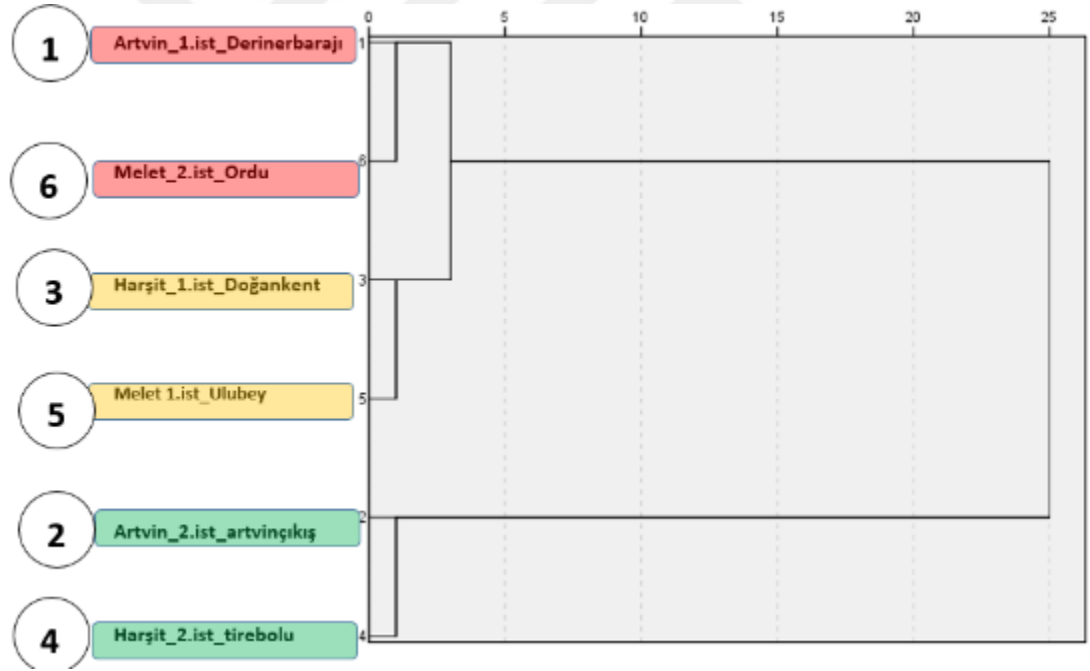 0 5 10 15 20 25
1 Artvin_1.ist_Derinerbarajı 1
6 Melet_2.ist_Ordu 6
3 Harşit_1.ist_Doğankent 3
5 Melet 1.ist_Ulubey 5
2 Artvin_2.ist_artvinçıkış 2
4 Harşit_2.ist_tirebolu 4